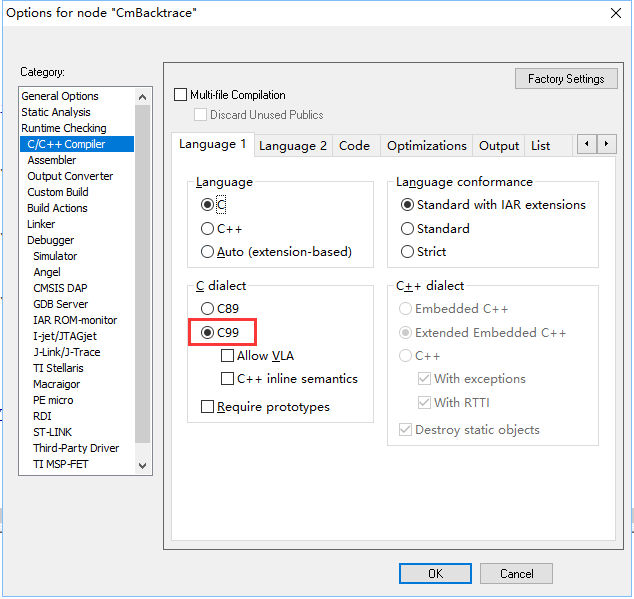 Options for node "CmBacktrace"
Category:
General Options
Static Analysis
Runtime Checking
C/C++ Compiler
Assembler
Output Converter
Custom Build
Build Actions
Linker
Debugger
Simulator
Angel
CMSIS DAP
GDB Server
IAR ROM-monitor
I-jet/JTAGjet
J-Link/J-Trace
TI Stellaris
Macraigor
PE micro
RDI
ST-LINK
Third-Party Driver
TI MSP-FET
Factory Settings
Multi-file Compilation
Discard Unused Publics
Language 1 Language 2 Code Optimizations Output List
Language
C
C++
Auto (extension-based)
Language conformance
Standard with IAR extensions
Standard
Strict
C dialect
C89
C99
Allow VLA
C++ inline semantics
Require prototypes
C++ dialect
Embedded C++
Extended Embedded C++
C++
With exceptions
With RTTI
Destroy static objects
OK Cancel